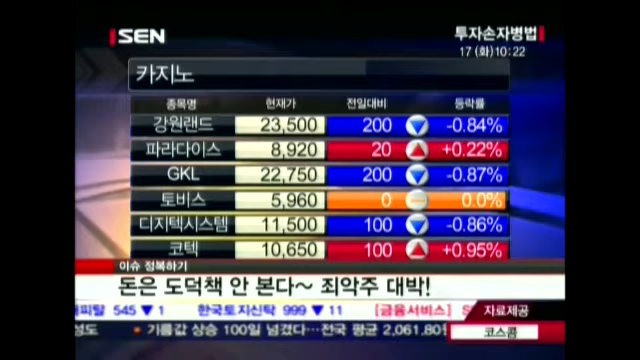 SEN
투자손자병법
17 (화)10:22
카지노
종목명 현재가 전일대비 등락률
강원랜드 23,500 200 ▼ -0.84%
파라다이스 8,920 20 ▲ +0.22%
GKL 22,750 200 ▼ -0.87%
토비스 5,960 0 − 0.0%
디지텍시스템 11,500 100 ▼ -0.86%
코텍 10,650 100 ▲ +0.95%
이슈 정복하기
돈은 도덕책 안 본다~ 죄악주 대박!
캐피탈 545 ▼ 1 한국토지신탁 999 ▼ 11 [금융서비스]
자료제공
기름값 상승 100일 넘겼다…전국 평균 2,061.80
코스콤